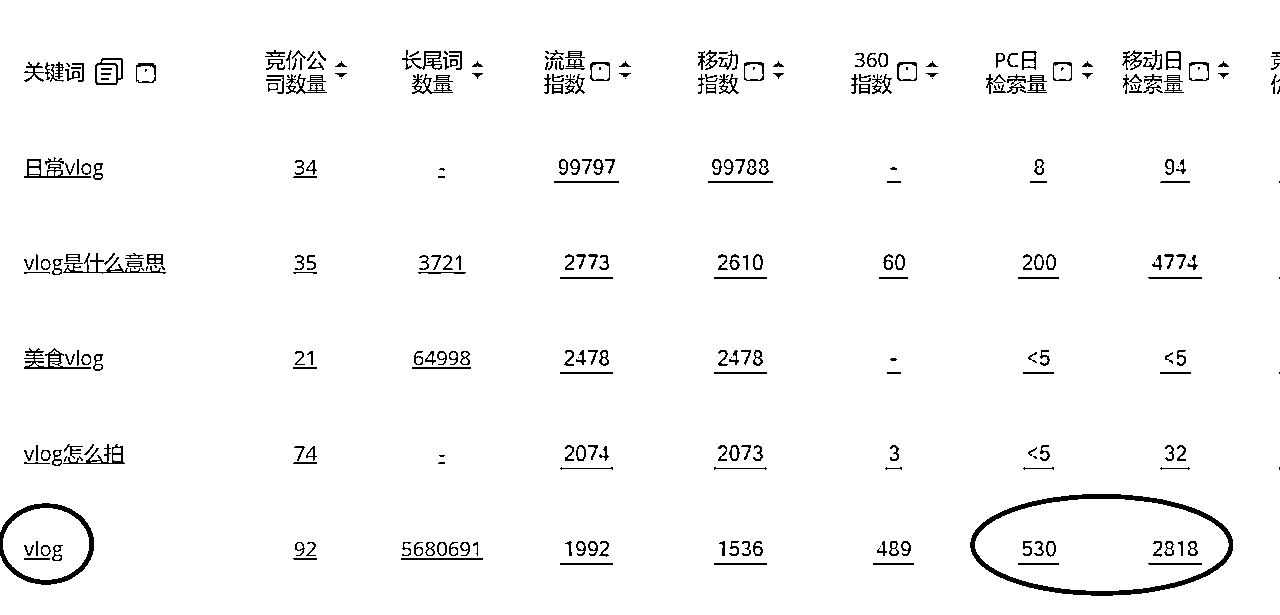 关键词 竞价公司数量 长尾词数量 流量指数 移动指数 360指数 PC日检索量 移动日检索量
日常vlog 34 - 99797 99788 - 8 94
vlog是什么意思 35 3721 2773 2610 60 200 4774
美食vlog 21 64998 2478 2478 - <5 <5
vlog怎么拍 74 - 2074 2073 3 <5 32
vlog 92 5680691 1992 1536 489 530 2818